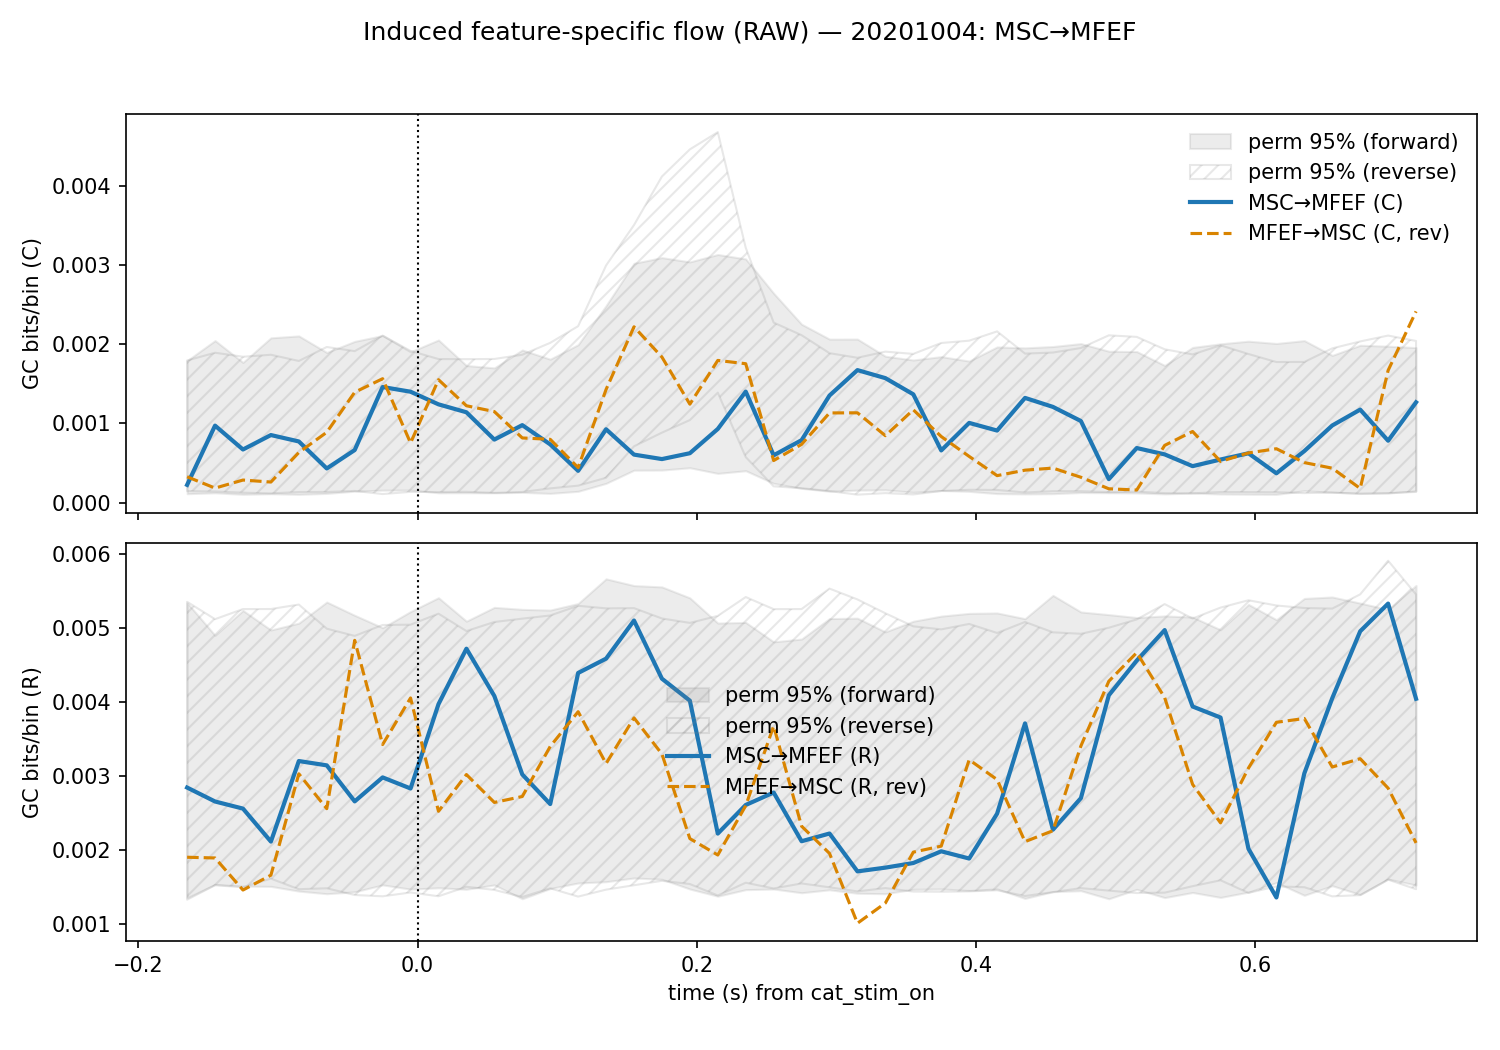 Induced feature-specific flow (RAW) — 20201004: MSC→MFEF
GC bits/bin (C)
0.004
0.003
0.002
0.001
0.000
perm 95% (forward)
perm 95% (reverse)
MSC→MFEF (C)
MFEF→MSC (C, rev)
GC bits/bin (R)
0.006
0.005
0.004
0.003
0.002
0.001
perm 95% (forward)
perm 95% (reverse)
MSC→MFEF (R)
MFEF→MSC (R, rev)
−0.2
0.0
0.2
0.4
0.6
time (s) from cat_stim_on